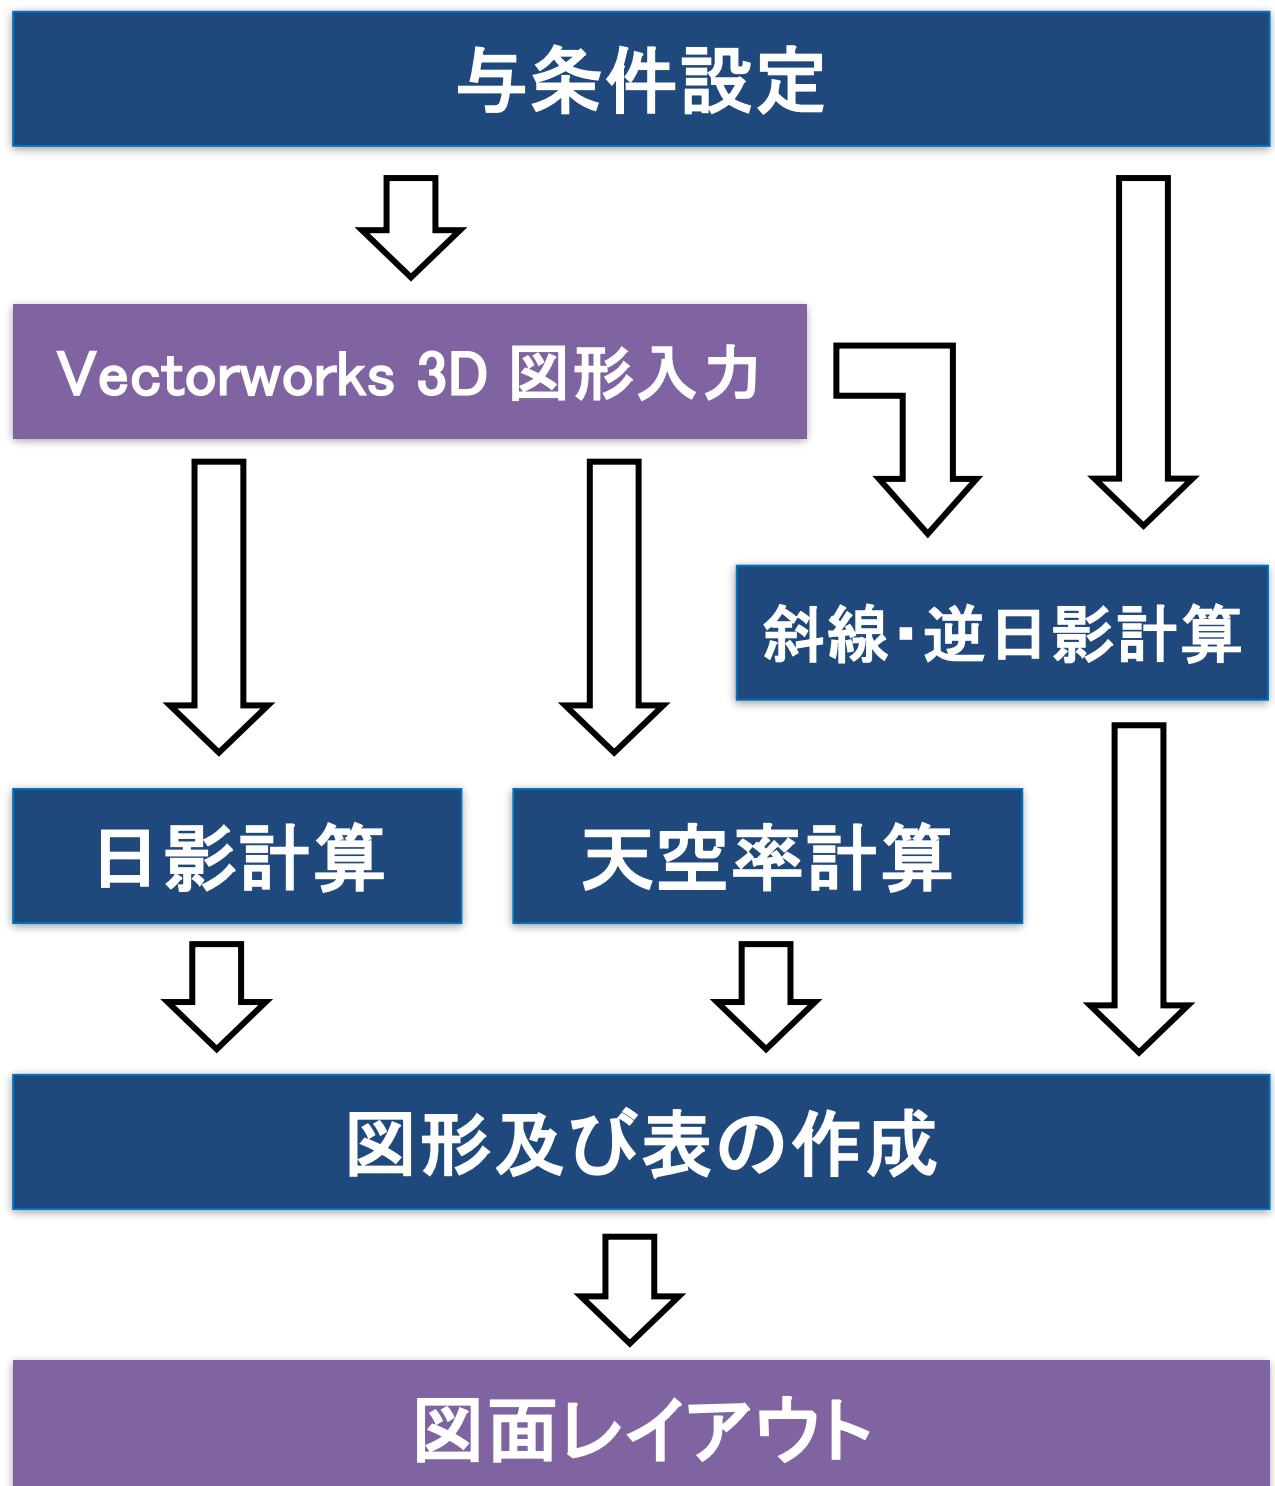 与条件設定
Vectorworks 3D 図形入力
斜線・逆日影計算
日影計算
天空率計算
図形及び表の作成
図面レイアウト